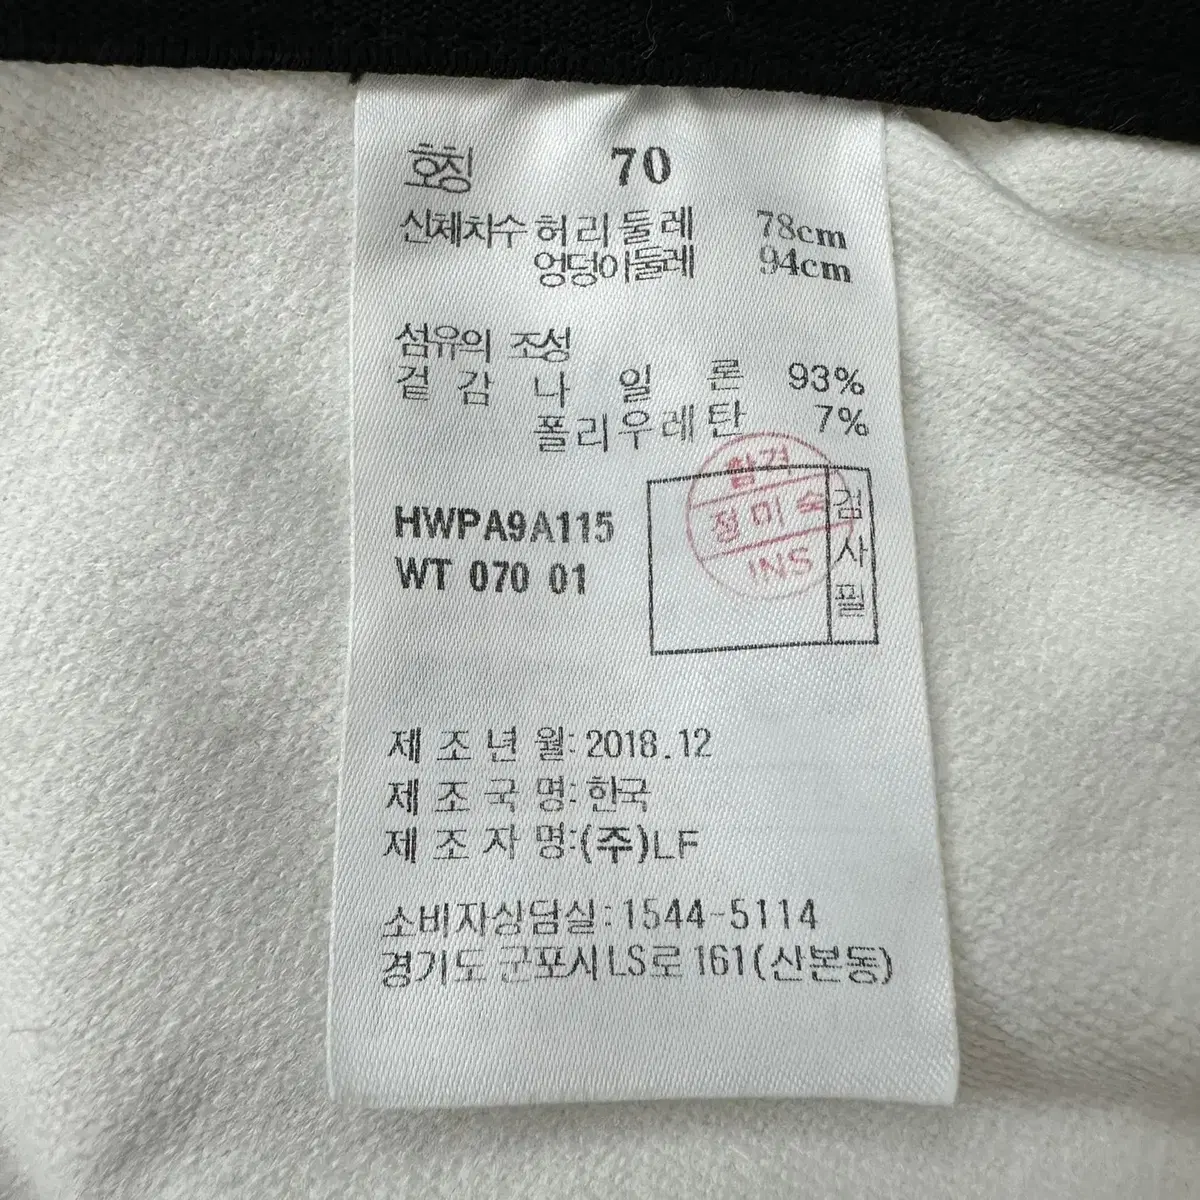 호칭 70
신체치수 허리둘레 78cm
엉덩이둘레 94cm
섬유의 조성
겉감 나일론 93%
폴리우레탄 7%
합격
정미숙
INS
검사필
HWPA9A115
WT 070 01
제조년월: 2018.12
제조국명: 한국
제조자명:(주)LF
소비자상담실: 1544-5114
경기도 군포시 LS로 161(산본동)